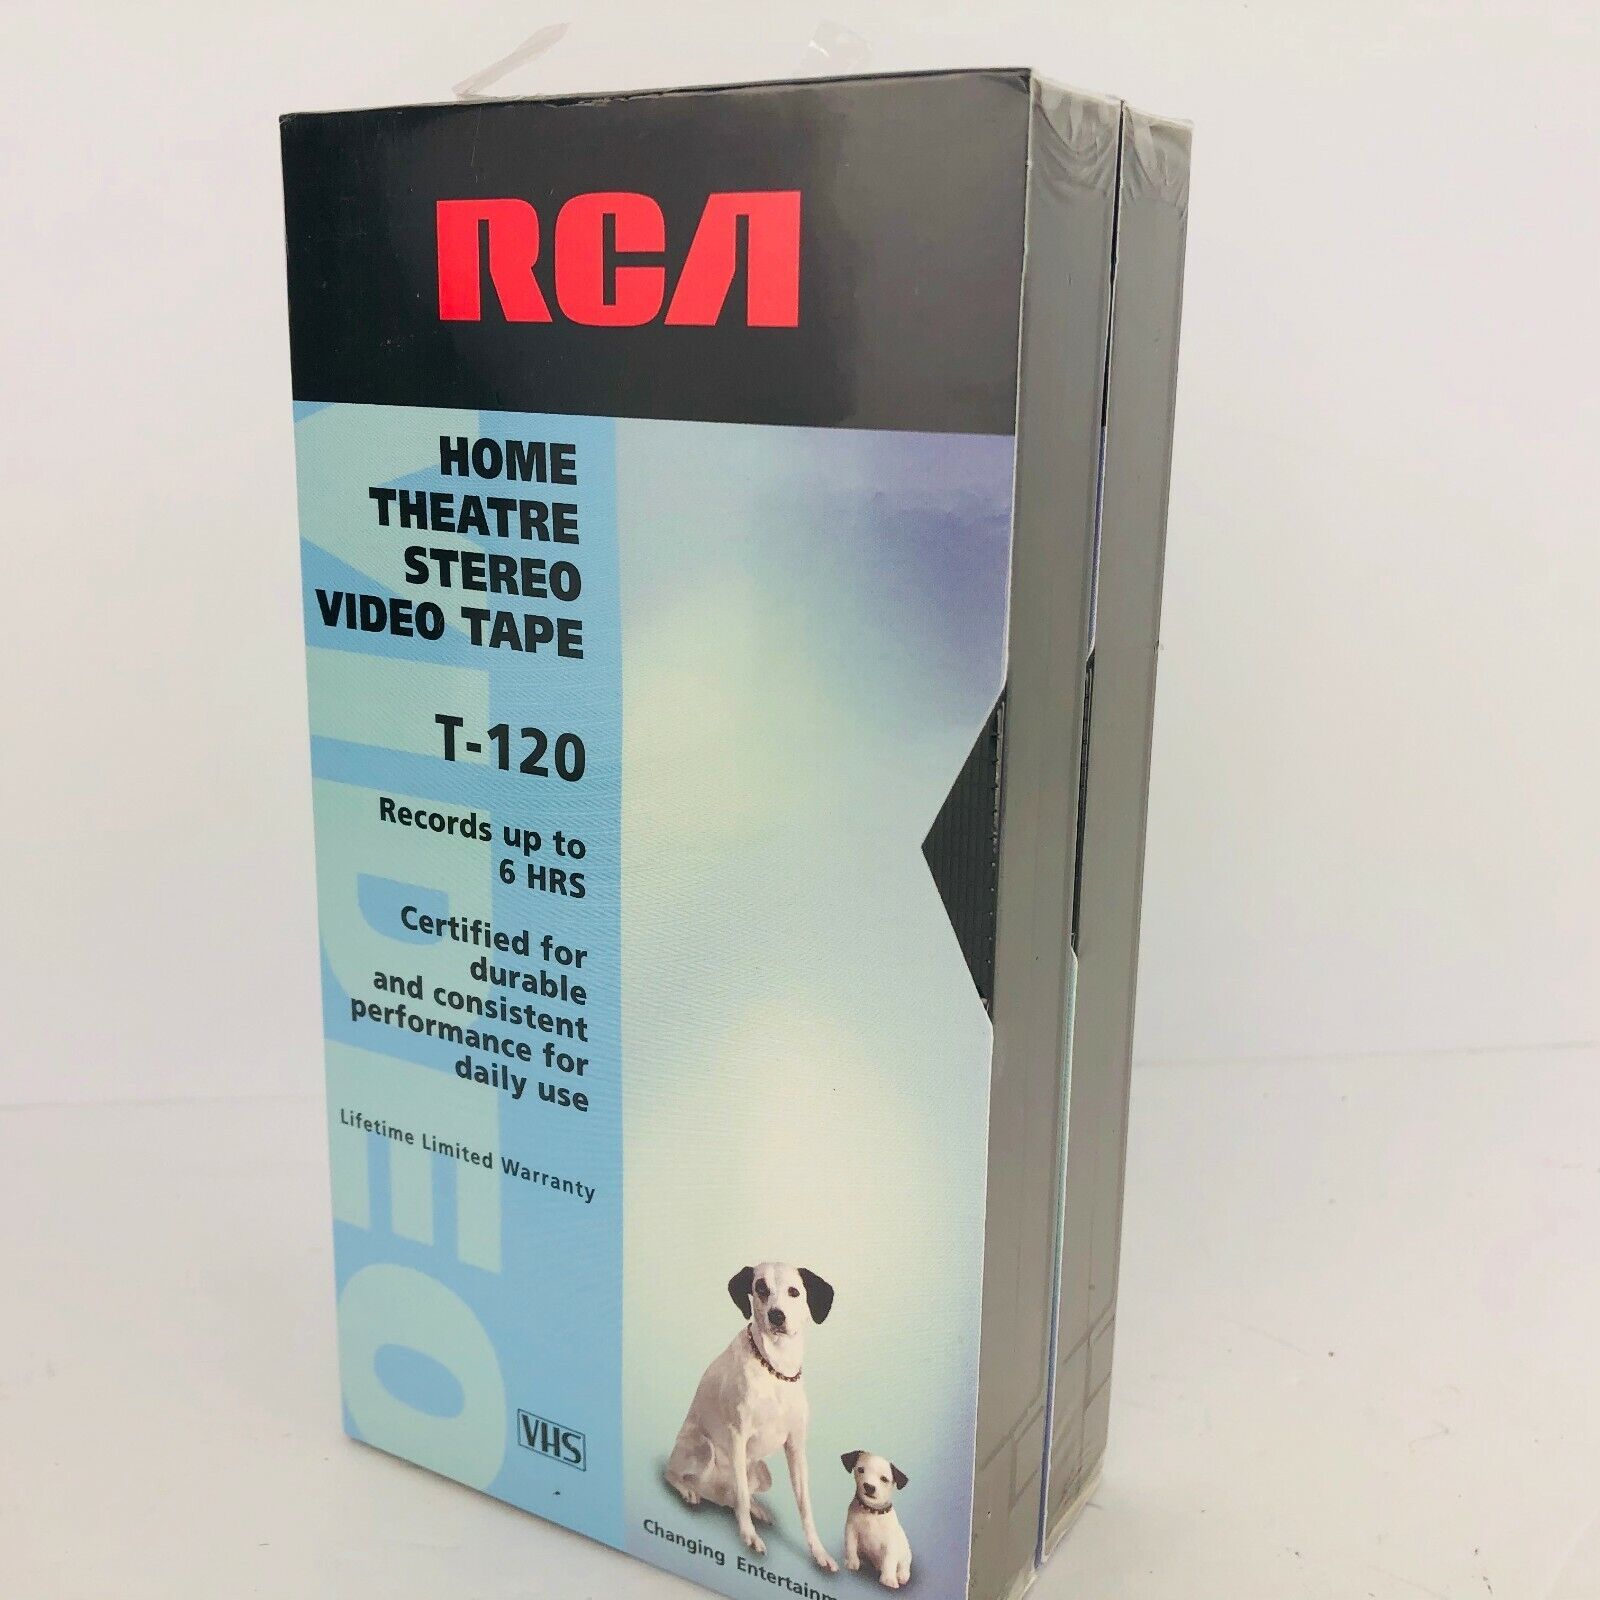 RCA
HOME
THEATRE
STEREO
VIDEO TAPE
T-120
Records up to
6 HRS
Certified for
durable
and consistent
performance for
daily use
Lifetime Limited Warranty
VHS
Changing